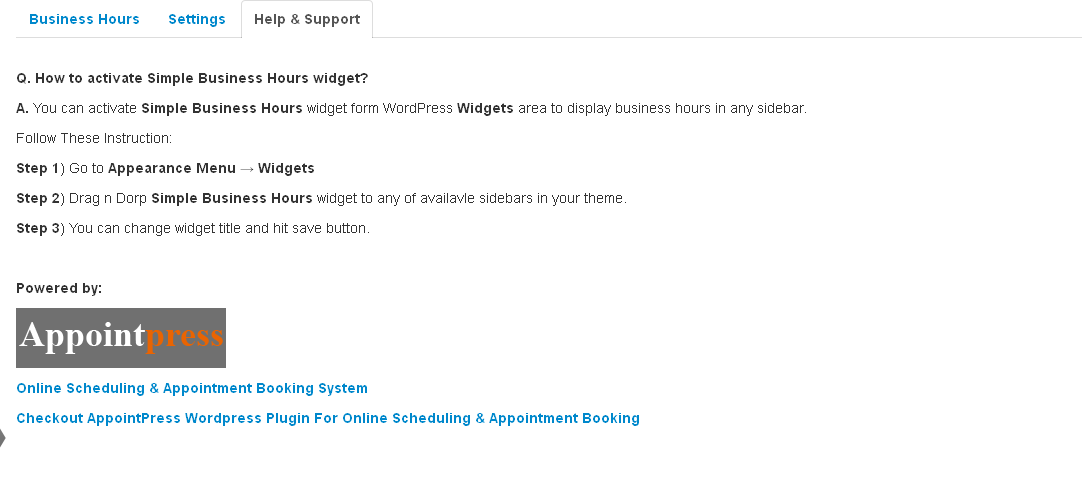 Business Hours Settings Help & Support
Q. How to activate Simple Business Hours widget?
A. You can activate Simple Business Hours widget form WordPress Widgets area to display business hours in any sidebar.
Follow These Instruction:
Step 1) Go to Appearance Menu → Widgets
Step 2) Drag n Dorp Simple Business Hours widget to any of availavle sidebars in your theme.
Step 3) You can change widget title and hit save button.
Powered by:
Appointpress
Online Scheduling & Appointment Booking System
Checkout AppointPress Wordpress Plugin For Online Scheduling & Appointment Booking